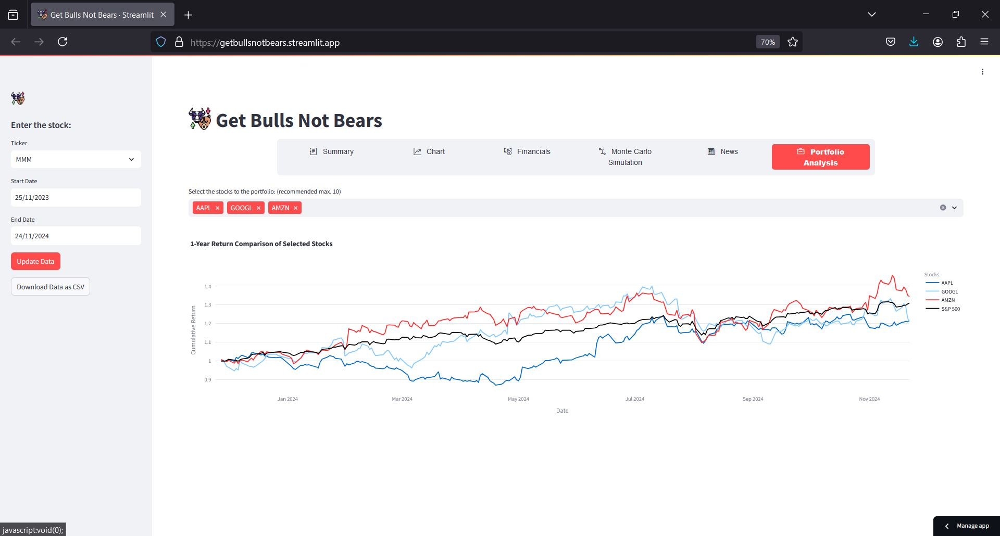 Get Bulls Not Bears · Streamlit
https://getbullsnotbears.streamlit.app
70%
Enter the stock:
Ticker
MMM
Start Date
25/11/2023
End Date
24/11/2024
Update Data
Download Data as CSV
Get Bulls Not Bears
Summary
Chart
Financials
Monte Carlo
Simulation
News
Portfolio
Analysis
Select the stocks to the portfolio: (recommended max. 10)
AAPL × GOOGL × AMZN ×
1-Year Return Comparison of Selected Stocks
Cumulative Return
1.4
1.3
1.2
1.1
1
0.9
Jan 2024 Mar 2024 May 2024 Jul 2024 Sep 2024 Nov 2024
Date
Stocks
AAPL
GOOGL
AMZN
S&P 500
javascript:void(0);
Manage app